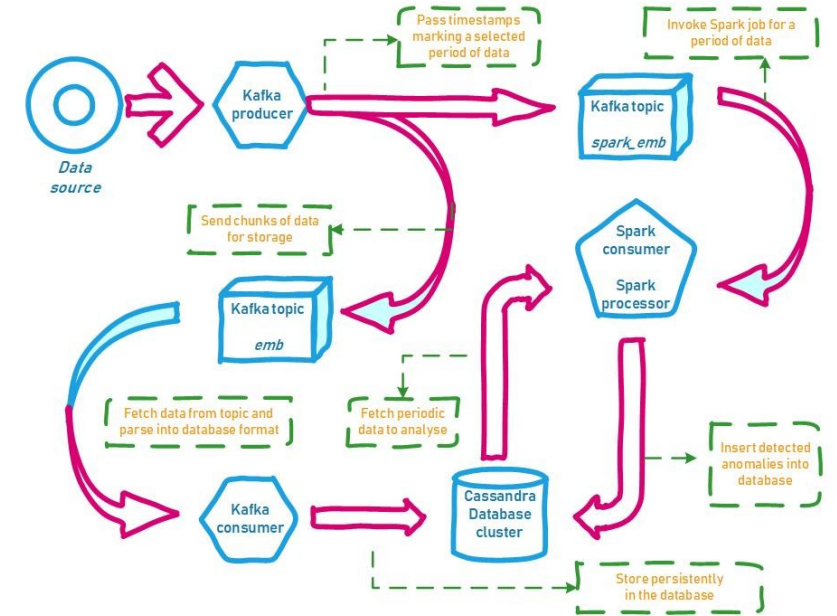 Pass timestamps
marking a selected
period of data
Invoke Spark job for a
period of data
Kafka
producer
Kafka topic
spark_emb
Data
source
Send chunks of data
for storage
Spark
consumer
Spark
processor
Kafka topic
emb
Fetch data from topic and
parse into database format
Fetch periodic
data to analyse
Insert detected
anomalies into
database
Kafka
consumer
Cassandra
Database
cluster
Store persistently
in the database